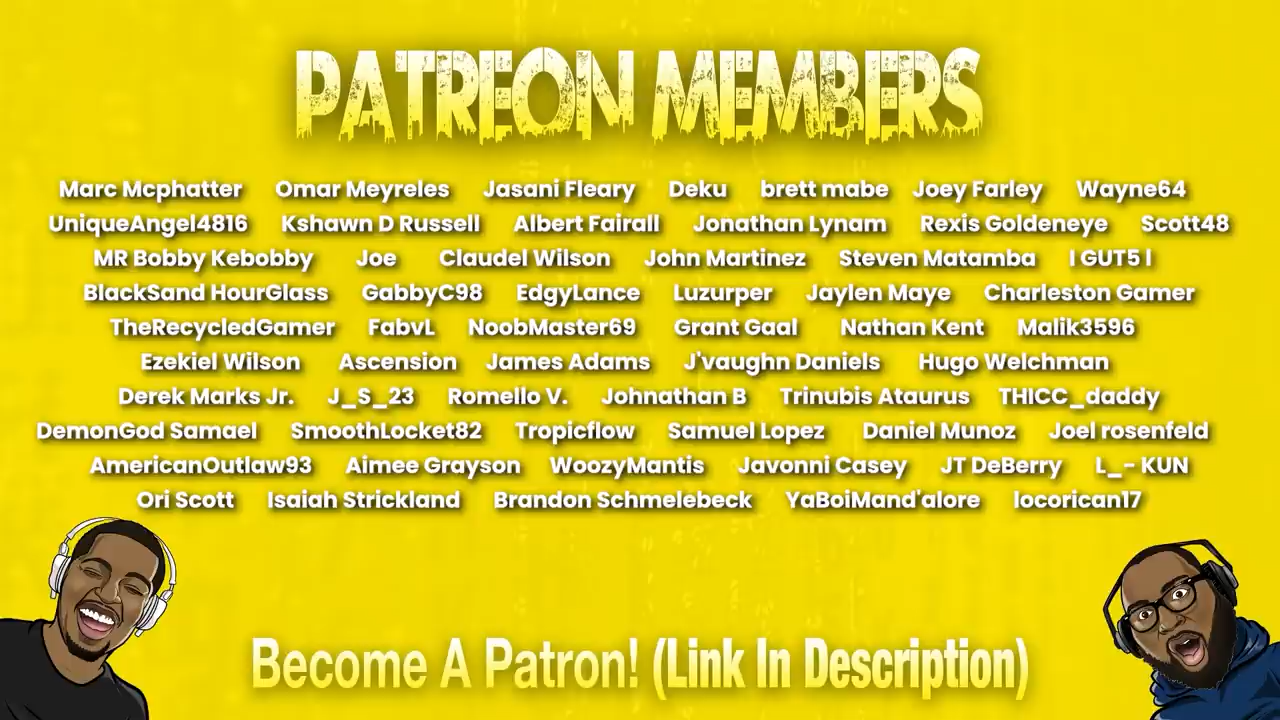 PATREON MEMBERS
Marc Mcphatter Omar Meyreles Jasani Fleary Deku brett mabe Joey Farley Wayne64
UniqueAngel4816 Kshawn D Russell Albert Fairall Jonathan Lynam Rexis Goldeneye Scott48
MR Bobby Kebobby Joe Claudel Wilson John Martinez Steven Matamba I GUT5 I
BlackSand HourGlass GabbyC98 EdgyLance Luzurper Jaylen Maye Charleston Gamer
TheRecycledGamer FabvL NoobMaster69 Grant Gaal Nathan Kent Malik3596
Ezekiel Wilson Ascension James Adams J'vaughn Daniels Hugo Welchman
Derek Marks Jr. J_S_23 Romello V. Johnathan B Trinubis Ataurus THICC_daddy
DemonGod Samael SmoothLocket82 Tropicflow Samuel Lopez Daniel Munoz Joel rosenfeld
AmericanOutlaw93 Aimee Grayson WoozyMantis Javonni Casey JT DeBerry L_- KUN
Ori Scott Isaiah Strickland Brandon Schmelebeck YaBoiMand'alore locorican17
Become A Patron! (Link In Description)